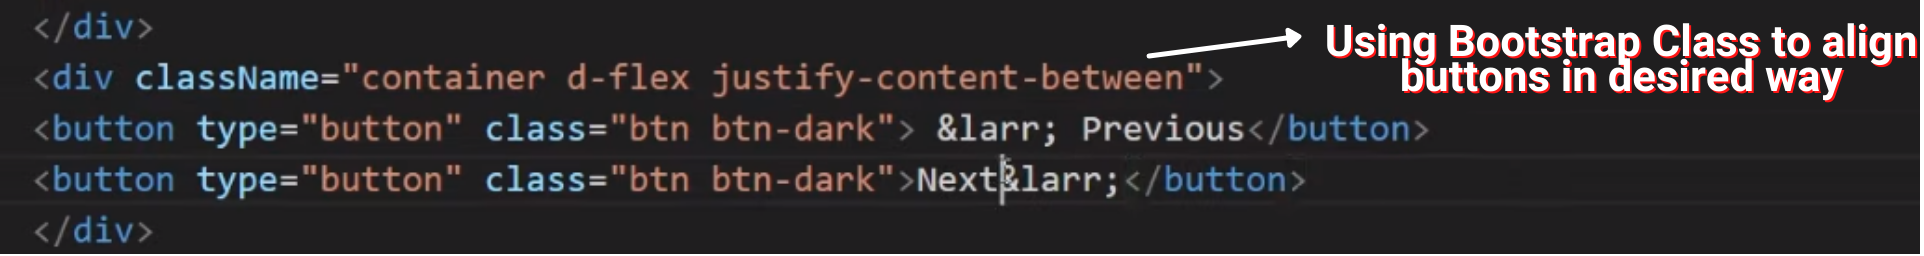 </div>
<div className="container d-flex justify-content-between">
<button type="button" class="btn btn-dark"> &larr; Previous</button>
<button type="button" class="btn btn-dark">Next&larr;</button>
</div>
Using Bootstrap Class to align
buttons in desired way